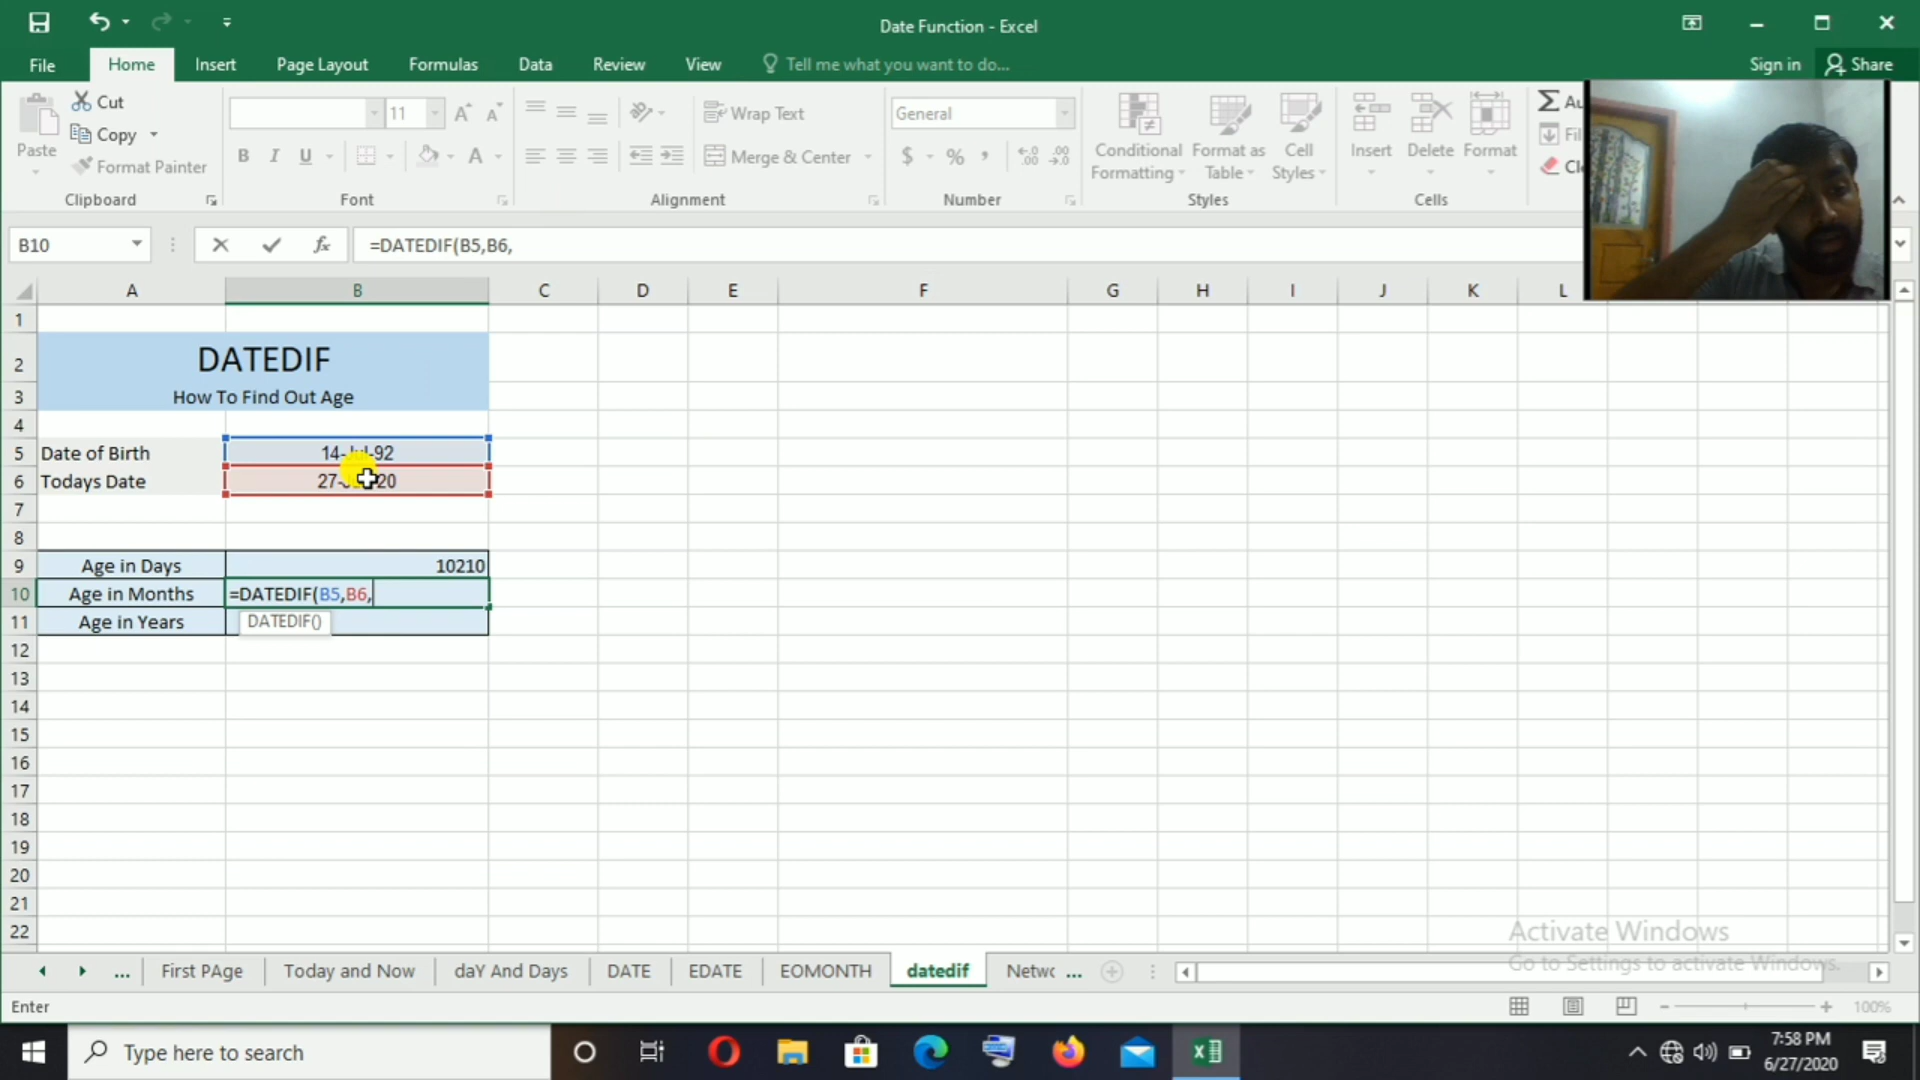 Date Function - Excel
File Home Insert Page Layout Formulas Data Review View Tell me what you want to do... Sign in Share
Cut
Copy
Format Painter
Paste
Clipboard
11
B I U A
Font
Wrap Text
Merge & Center
Alignment
General
$ % ,
Number
Conditional Formatting
Format as Table
Cell Styles
Styles
Insert Delete Format
Cells
B10 fx =DATEDIF(B5,B6,
A B C D E F G H I J K L
1
2 DATEDIF
3 How To Find Out Age
4
5 Date of Birth 14-Jul-92
6 Todays Date
7
8
9 Age in Days 10210
10 Age in Months =DATEDIF(B5,B6,
11 Age in Years DATEDIF()
12
13
14
15
16
17
18
19
20
21
22
Activate Windows
Go to Settings to activate Windows.
... First PAge Today and Now daY And Days DATE EDATE EOMONTH datedif Netwc ...
Enter 100%
Type here to search
7:58 PM
6/27/2020